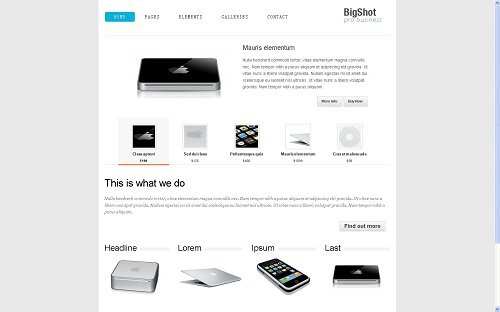 HOME PAGES ELEMENTS GALLERIES CONTACT
BigShot
pro business
Mauris elementum
Nulla hendrerit commodo tortor, vitae elementum magna convallis
nec. Nam tempor nibh a purus aliquam et adipiscing elit gravida. Ut
vitae nunc a libero volutpat gravida. Nullam egestas mi sit amet dui
scelerisque eu laoreet nisi ultricies. Ut vitae nunc a libero volutpat
gravida. Nam tempor nibh a purus aliquam.
More Info Buy Now
Class aptent Sed dui risus Pellentesque quis Mauris elementum
$199 $125
This is what we do
Nulla hendrerit commodo tortor, vitae elementum magna convallis nec. Nam tempor nibh a purus aliquam et adipiscing elit gravida. Ut vitae nunc a
libero volutpat gravida. Nullam egestas mi sit amet dui scelerisque eu laoreet nisi ultricies. Ut vitae nunc a libero volutpat gravida. Nam tempor nibh
a purus aliquam.
Find out more
Headline Lorem Ipsum Last